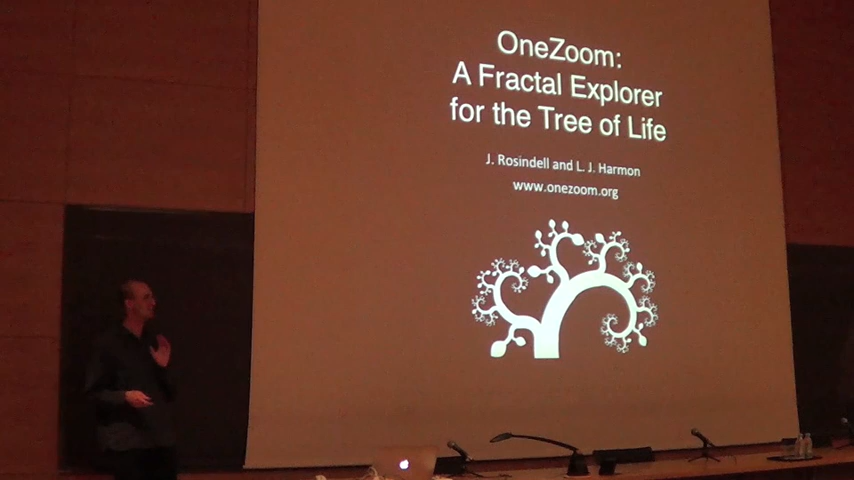 OneZoom:
A Fractal Explorer
for the Tree of Life
J. Rosindell and L. J. Harmon
www.onezoom.org